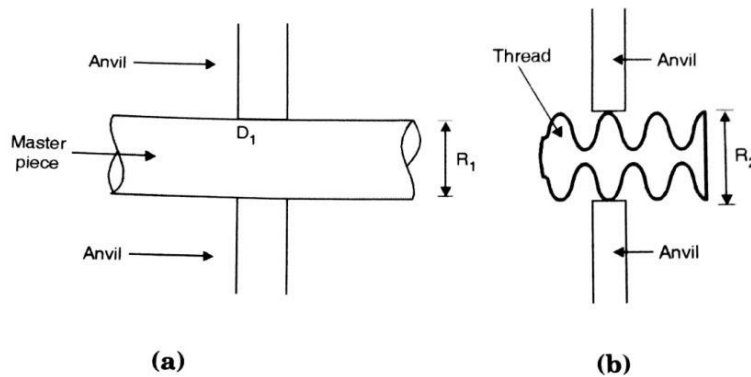 Anvil
D₁
Master
piece
R₁
Anvil
(a)
Thread
Anvil
R₂
Anvil
(b)